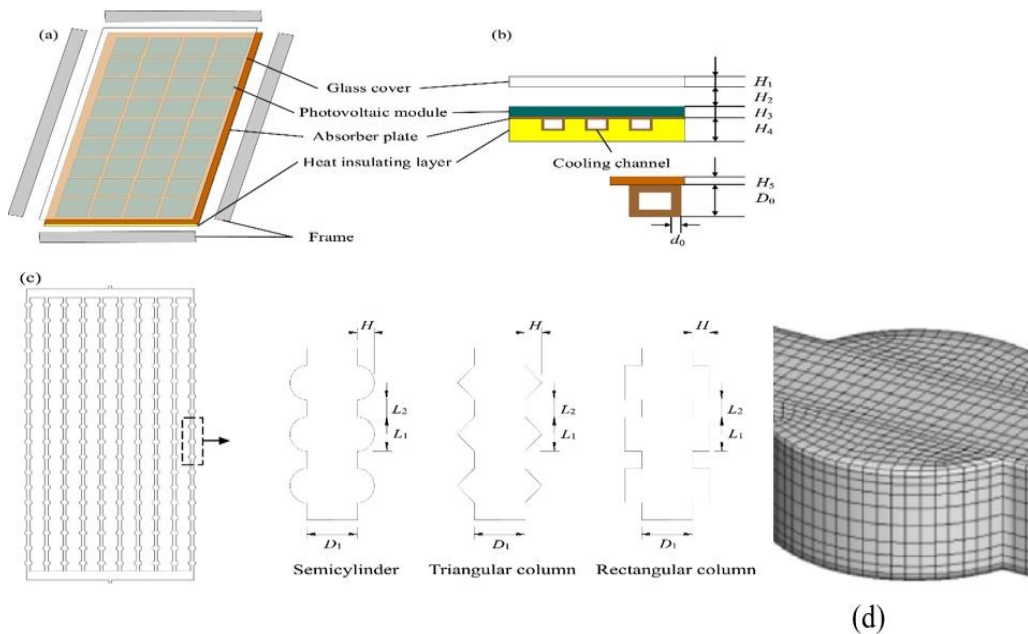 (a)
Glass cover
Photovoltaic module
Absorber plate
Heat insulating layer
Frame
(b)
H1
H2
H3
H4
Cooling channel
H5
D0
d0
(c)
H
L2
L1
D1
Semicylinder
H
L2
L1
D1
Triangular column
H
L2
L1
D1
Rectangular column
(d)